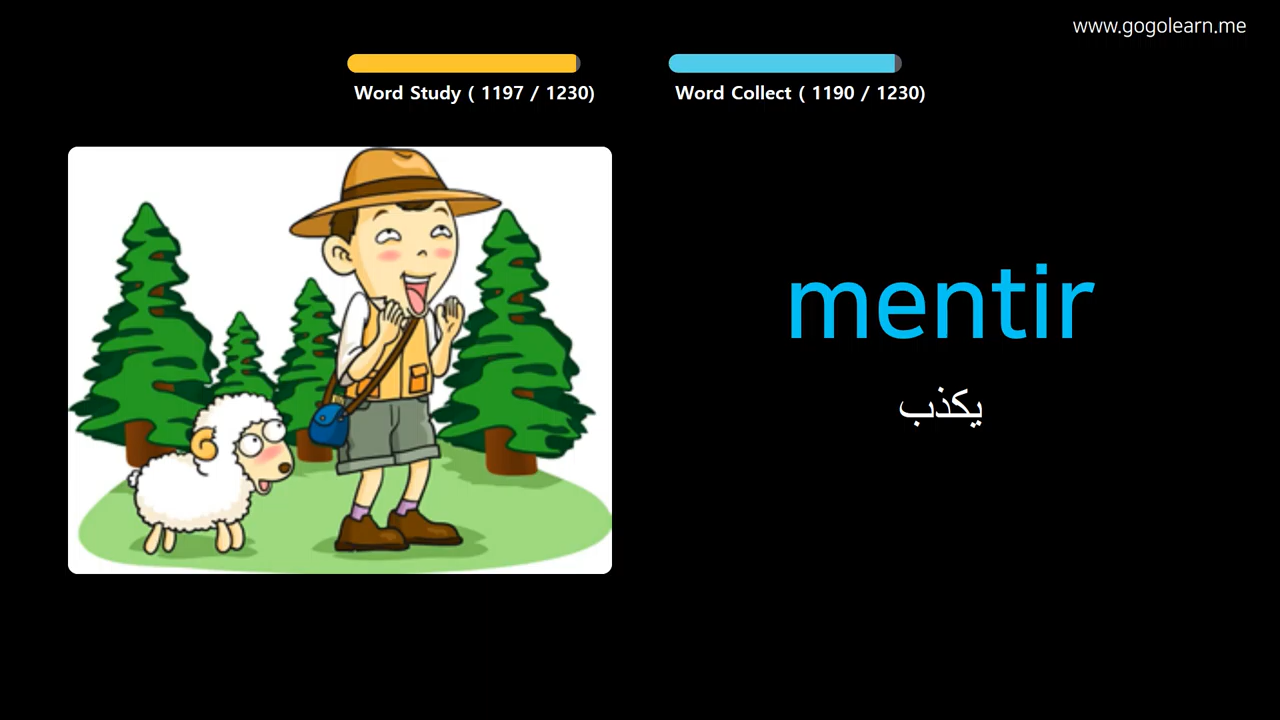 www.gogolearn.me
Word Study ( 1197 / 1230)
Word Collect ( 1190 / 1230)
mentir
يكذب